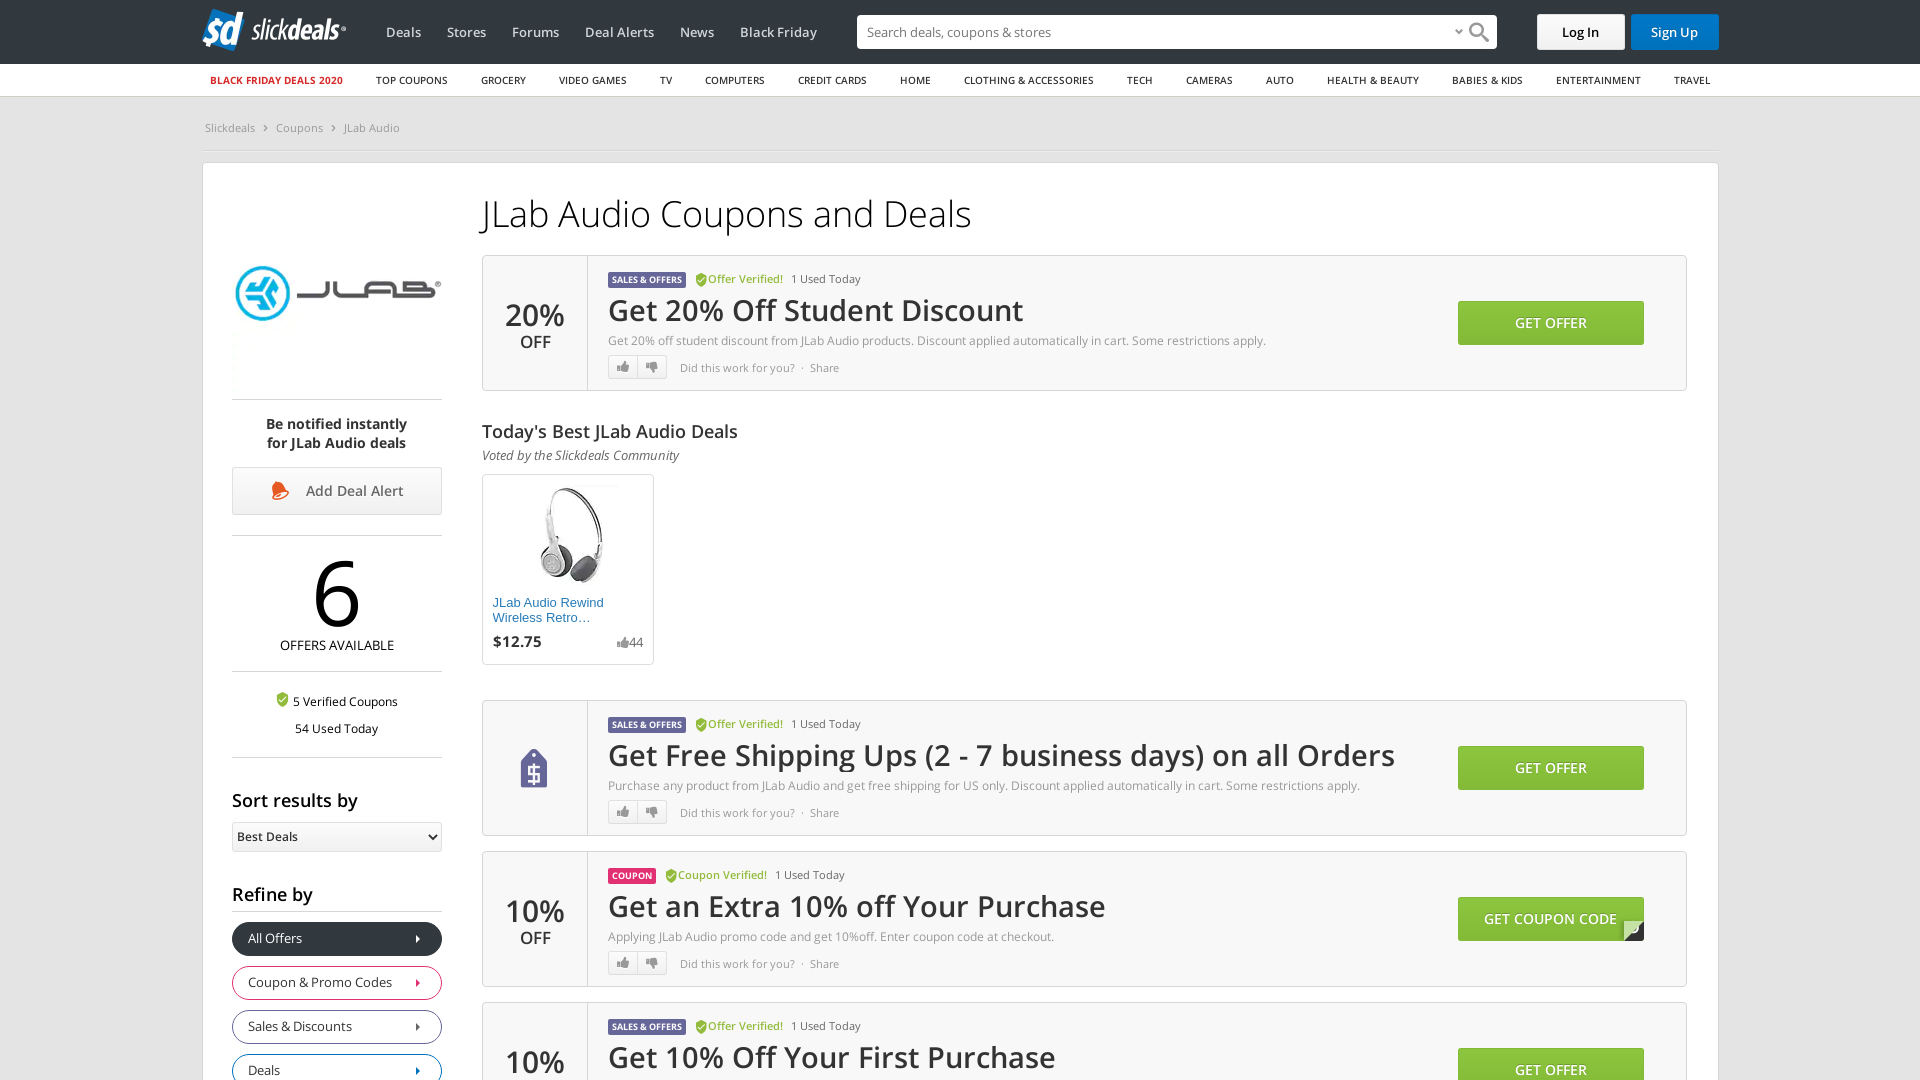 slickdeals
Deals
Stores
Forums
Deal Alerts
News
Black Friday
Search deals, coupons & stores
Log In
Sign Up
BLACK FRIDAY DEALS 2020
TOP COUPONS
GROCERY
VIDEO GAMES
TV
COMPUTERS
CREDIT CARDS
HOME
CLOTHING & ACCESSORIES
TECH
CAMERAS
AUTO
HEALTH & BEAUTY
BABIES & KIDS
ENTERTAINMENT
TRAVEL
Slickdeals > Coupons > JLab Audio
JLAB®
Be notified instantly
for JLab Audio deals
Add Deal Alert
6
OFFERS AVAILABLE
5 Verified Coupons
54 Used Today
Sort results by
Best Deals
Refine by
All Offers
Coupon & Promo Codes
Sales & Discounts
Deals
JLab Audio Coupons and Deals
20%
OFF
SALES & OFFERS Offer Verified! 1 Used Today
Get 20% Off Student Discount
Get 20% off student discount from JLab Audio products. Discount applied automatically in cart. Some restrictions apply.
Did this work for you? · Share
GET OFFER
Today's Best JLab Audio Deals
Voted by the Slickdeals Community
JLab Audio Rewind
Wireless Retro…
$12.75 44
SALES & OFFERS Offer Verified! 1 Used Today
Get Free Shipping Ups (2 - 7 business days) on all Orders
Purchase any product from JLab Audio and get free shipping for US only. Discount applied automatically in cart. Some restrictions apply.
Did this work for you? · Share
GET OFFER
10%
OFF
COUPON Coupon Verified! 1 Used Today
Get an Extra 10% off Your Purchase
Applying JLab Audio promo code and get 10%off. Enter coupon code at checkout.
Did this work for you? · Share
GET COUPON CODE
10%
SALES & OFFERS Offer Verified! 1 Used Today
Get 10% Off Your First Purchase
GET OFFER